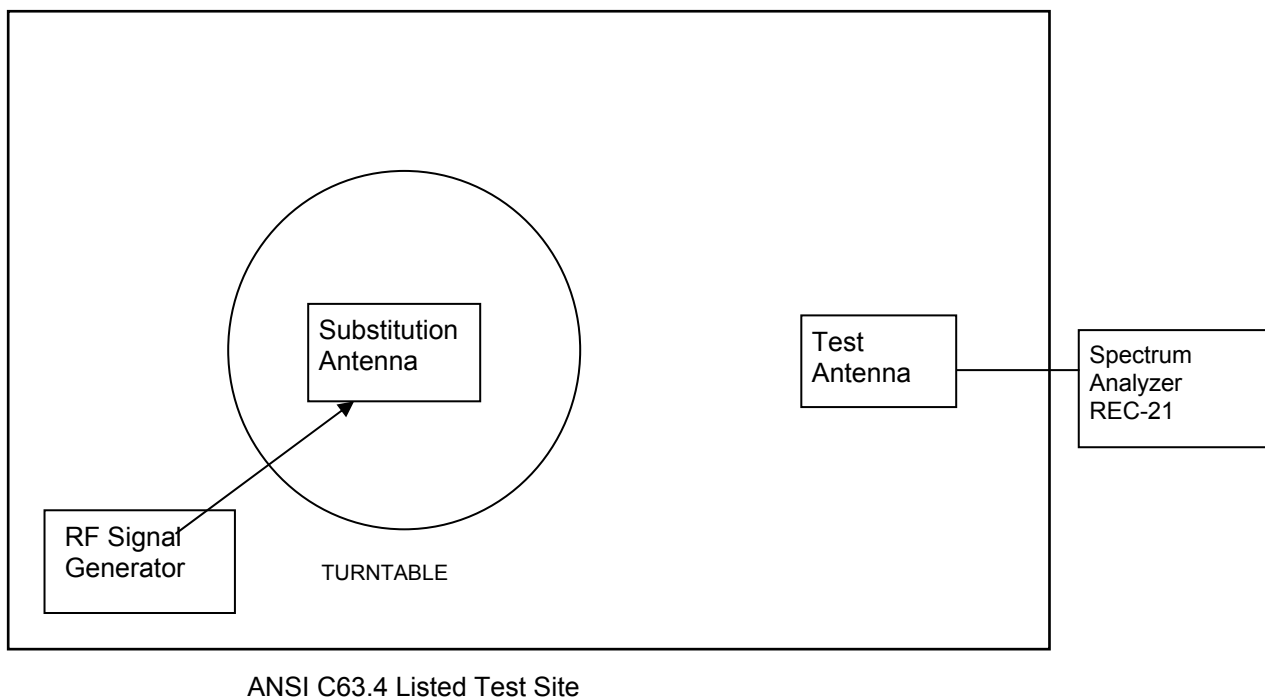 Substitution
Antenna
Test
Antenna
Spectrum
Analyzer
REC-21
RF Signal
Generator
TURNTABLE
ANSI C63.4 Listed Test Site